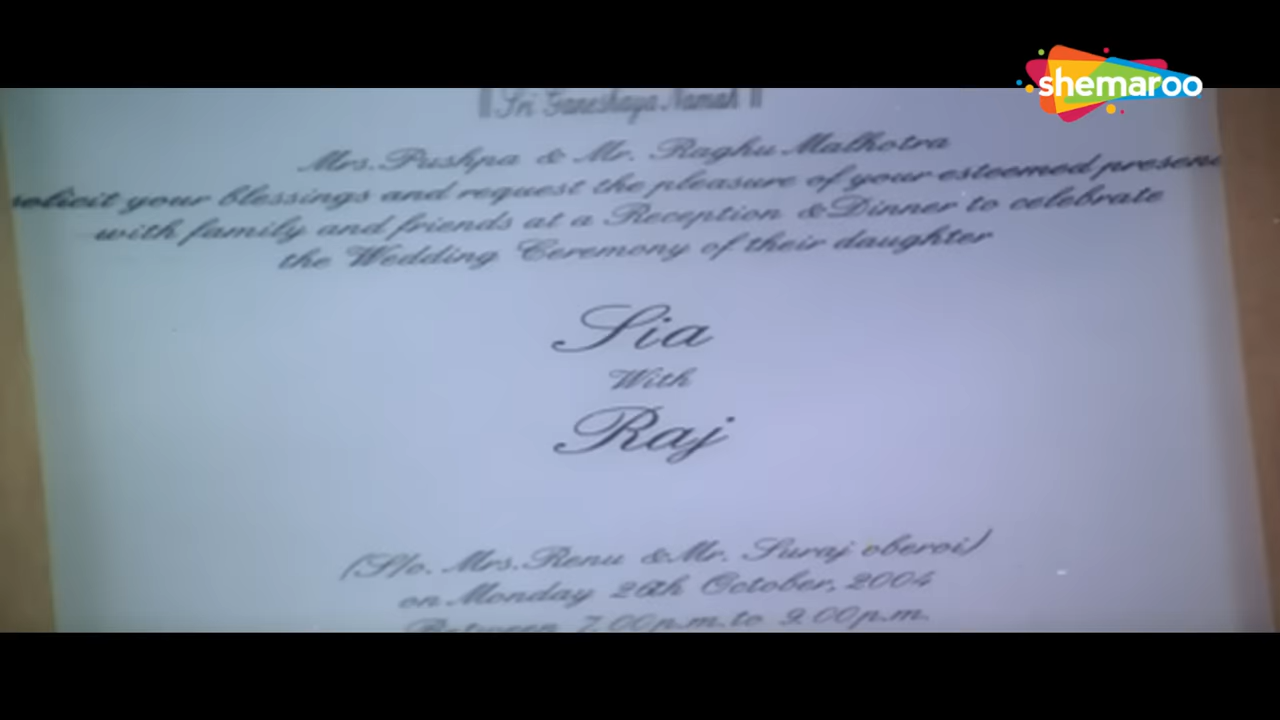 shemaroo
|| Sri Ganeshaya Namah ||
Mrs.Pushpa & Mr. Raghu Malhotra
solicit your blessings and request the pleasure of your esteemed presenc
with family and friends at a Reception & Dinner to celebrate
the Wedding Ceremony of their daughter
Sia
With
Raj
(S/o. Mrs.Renu & Mr. Suraj oberoi)
on Monday 26th October, 2004
Between 7.00p.m.to 9.00p.m.